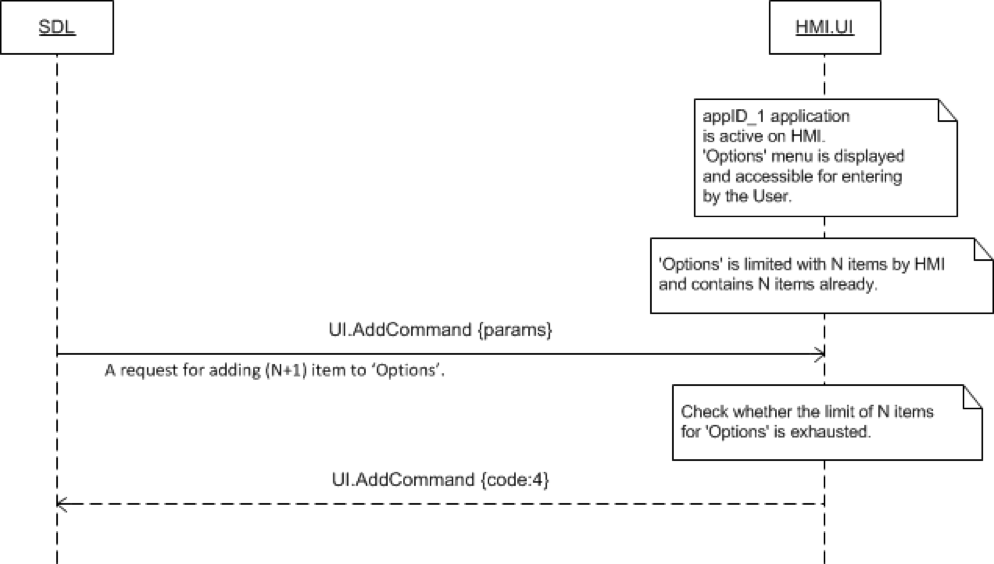 SDL
HMI.UI
appID_1 application
is active on HMI.
'Options' menu is displayed
and accessible for entering
by the User.
'Options' is limited with N items by HMI
and contains N items already.
UI.AddCommand {params}
A request for adding (N+1) item to ‘Options’.
Check whether the limit of N items
for 'Options' is exhausted.
UI.AddCommand {code:4}